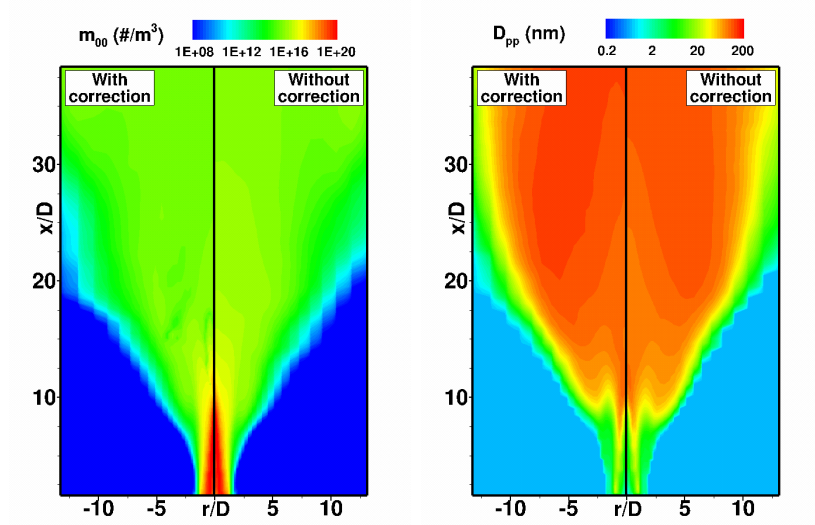 m₀₀ (#/m³)
1E+08 1E+12 1E+16 1E+20
With
correction
Without
correction
x/D
30
20
10
-10 -5 r/D 5 10
Dₚₚ (nm)
0.2 2 20 200
With
correction
Without
correction
x/D
30
20
10
-10 -5 r/D 5 10